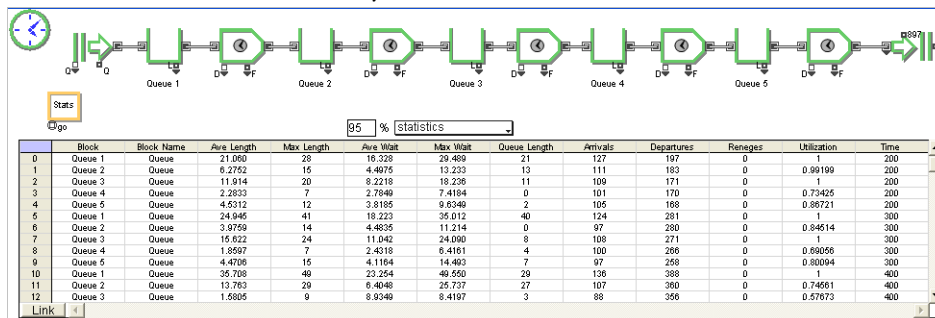 897
Q Q L D F L D F L D F L D F L D F
Queue 1 Queue 2 Queue 3 Queue 4 Queue 5
Stats
go
95 % statistics
Block Block Name Ave Length Max Length Ave Wait Max Wait Queue Length Arrivals Departures Reneges Utilization Time
0 Queue 1 Queue 21.060 28 16.328 29.489 21 127 197 0 1 200
1 Queue 2 Queue 6.2752 15 4.4975 13.233 13 111 183 0 0.99199 200
2 Queue 3 Queue 11.914 20 8.2218 18.236 11 109 171 0 1 200
3 Queue 4 Queue 2.2833 7 2.7849 7.4184 0 101 170 0 0.73425 200
4 Queue 5 Queue 4.5312 12 3.8185 9.6349 2 105 168 0 0.86721 200
5 Queue 1 Queue 24.945 41 18.223 35.012 40 124 281 0 1 300
6 Queue 2 Queue 3.9759 14 4.4835 11.214 0 97 280 0 0.84514 300
7 Queue 3 Queue 15.622 24 11.042 24.090 8 108 271 0 1 300
8 Queue 4 Queue 1.8597 7 2.4318 6.4161 4 100 266 0 0.69056 300
9 Queue 5 Queue 4.4706 15 4.1164 14.493 7 97 258 0 0.80094 300
10 Queue 1 Queue 35.708 49 23.254 49.550 29 136 388 0 1 400
11 Queue 2 Queue 13.763 29 6.4048 25.737 27 107 360 0 0.74561 400
12 Queue 3 Queue 1.5805 9 8.9349 8.4197 3 88 356 0 0.57673 400
Link